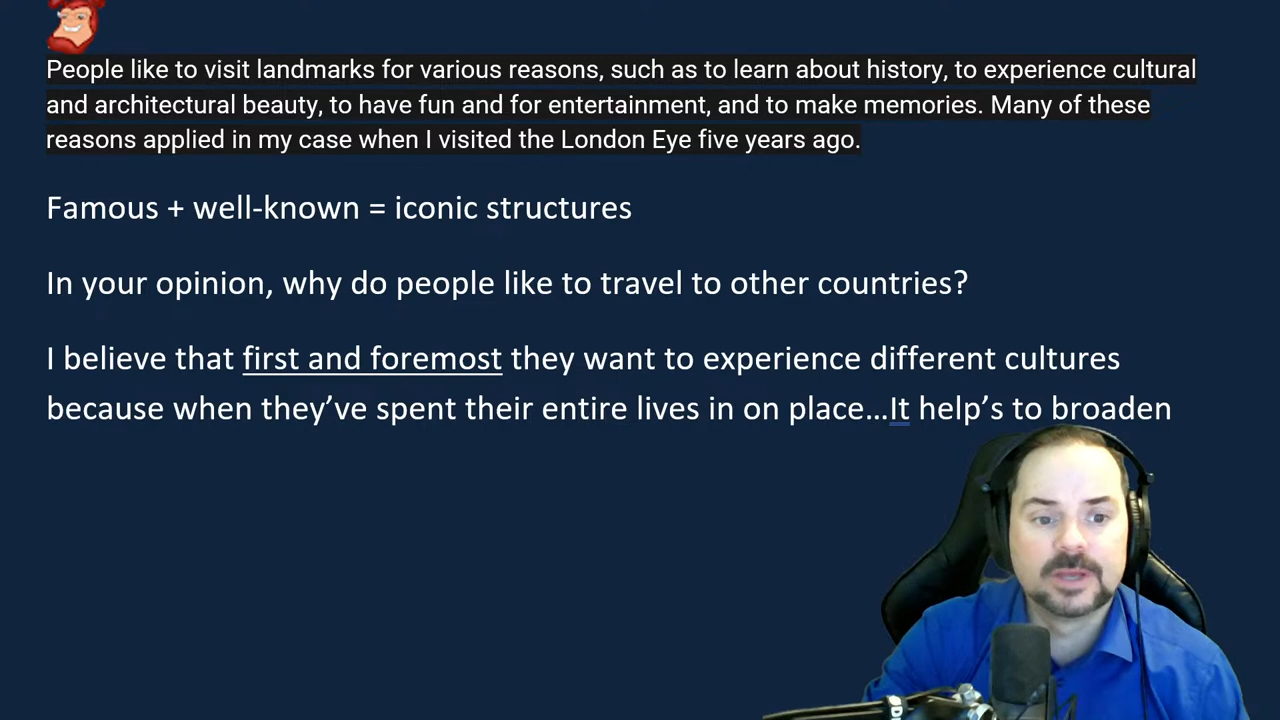 People like to visit landmarks for various reasons, such as to learn about history, to experience cultural
and architectural beauty, to have fun and for entertainment, and to make memories. Many of these
reasons applied in my case when I visited the London Eye five years ago.
Famous + well-known = iconic structures
In your opinion, why do people like to travel to other countries?
I believe that first and foremost they want to experience different cultures
because when they’ve spent their entire lives in on place…It help’s to broaden